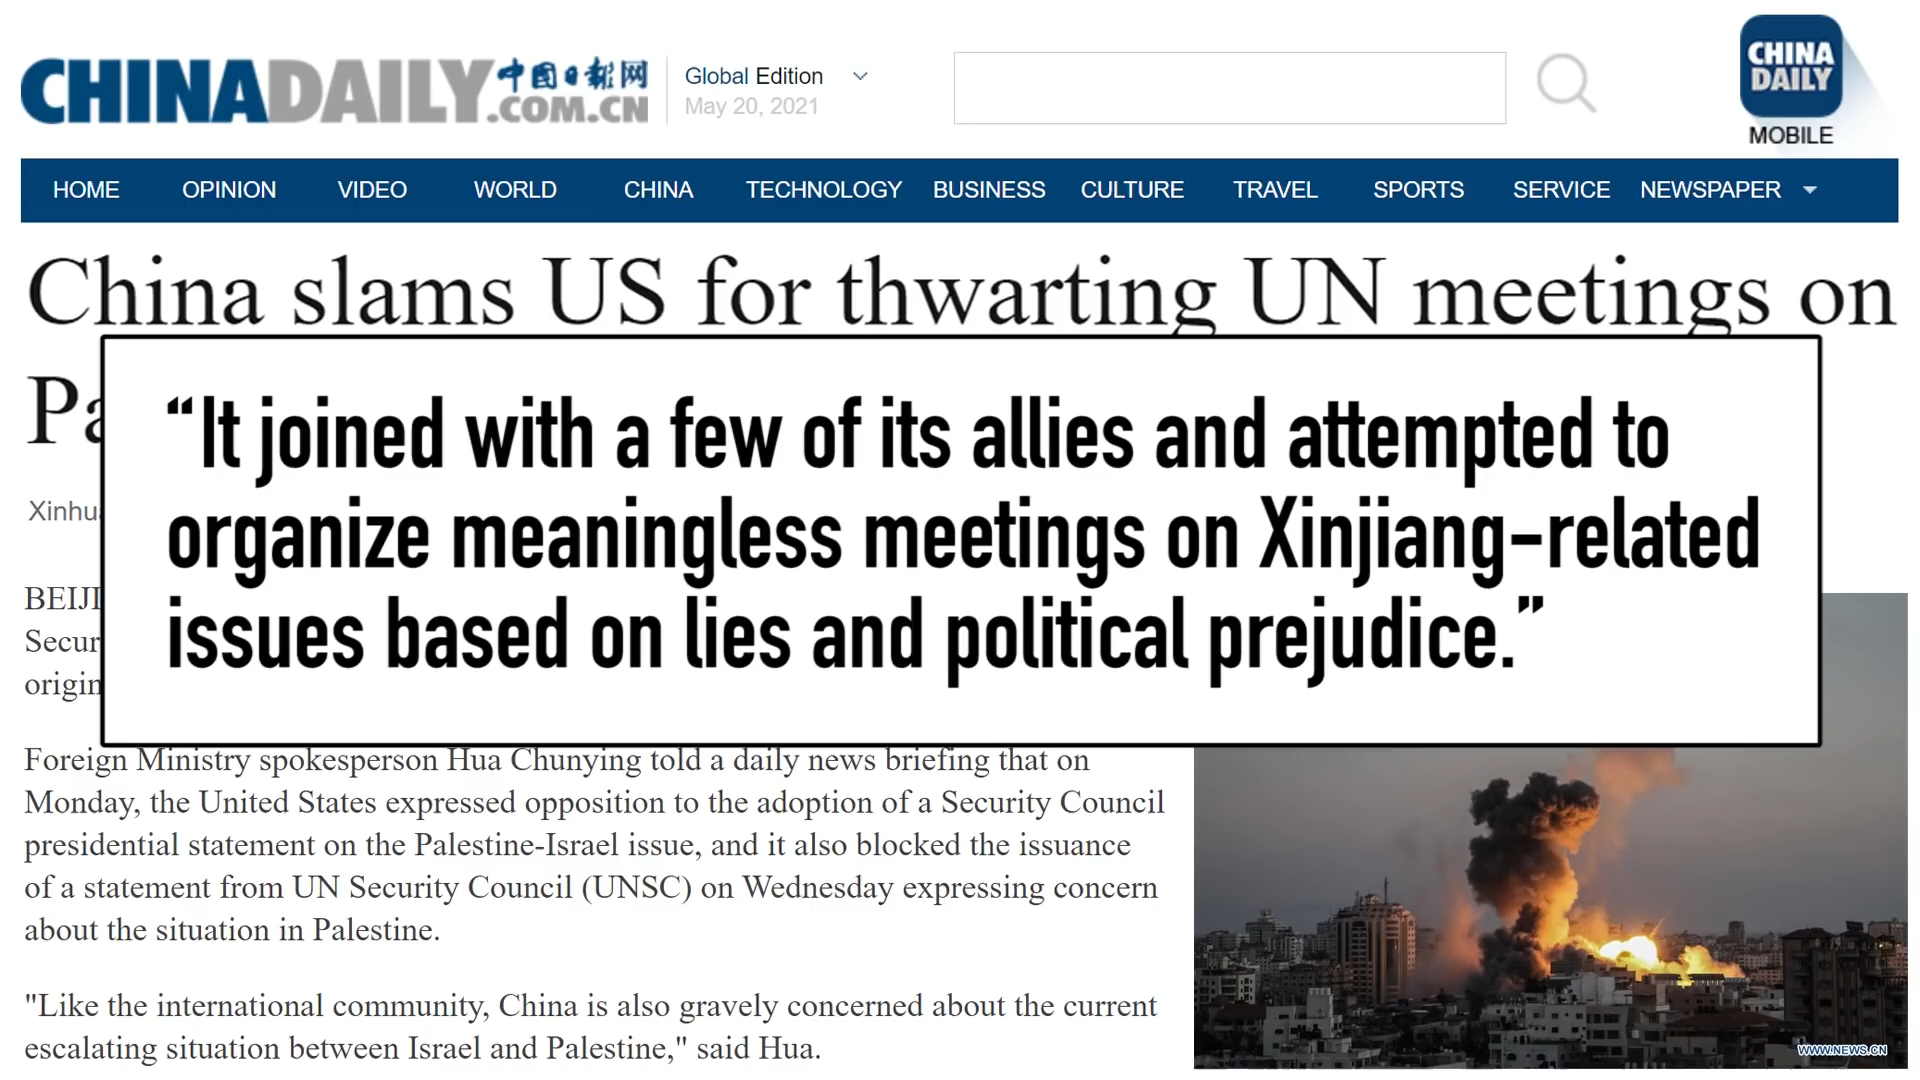 CHINADAILY中國日報网
.COM.CN
Global Edition
May 20, 2021
CHINA
DAILY
MOBILE
HOME OPINION VIDEO WORLD CHINA TECHNOLOGY BUSINESS CULTURE TRAVEL SPORTS SERVICE NEWSPAPER
China slams US for thwarting UN meetings on
“It joined with a few of its allies and attempted to
organize meaningless meetings on Xinjiang-related
issues based on lies and political prejudice.”
Foreign Ministry spokesperson Hua Chunying told a daily news briefing that on
Monday, the United States expressed opposition to the adoption of a Security Council
presidential statement on the Palestine-Israel issue, and it also blocked the issuance
of a statement from UN Security Council (UNSC) on Wednesday expressing concern
about the situation in Palestine.
"Like the international community, China is also gravely concerned about the current
escalating situation between Israel and Palestine," said Hua.
WWW.NEWS.CN